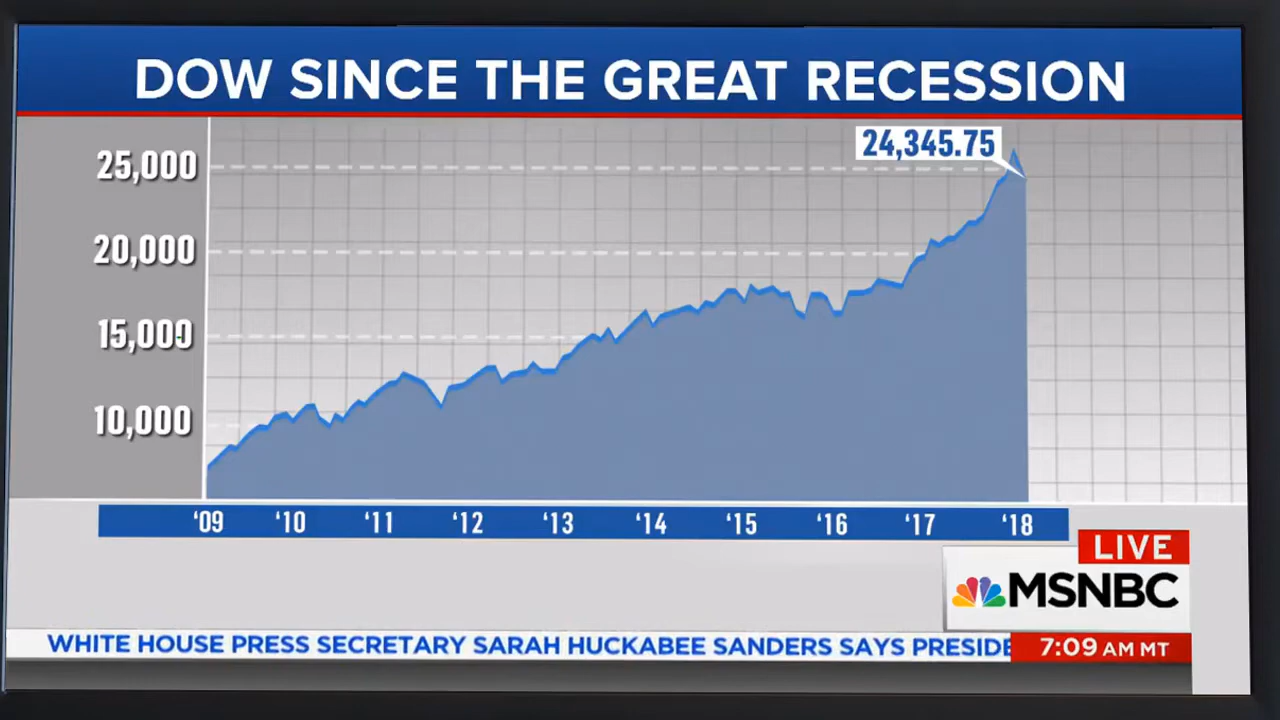 DOW SINCE THE GREAT RECESSION
24,345.75
25,000
20,000
15,000
10,000
‘09 ‘10 ‘11 ‘12 ‘13 ‘14 ‘15 ‘16 ‘17 ‘18
LIVE
MSNBC
WHITE HOUSE PRESS SECRETARY SARAH HUCKABEE SANDERS SAYS PRESIDE
7:09 AM MT